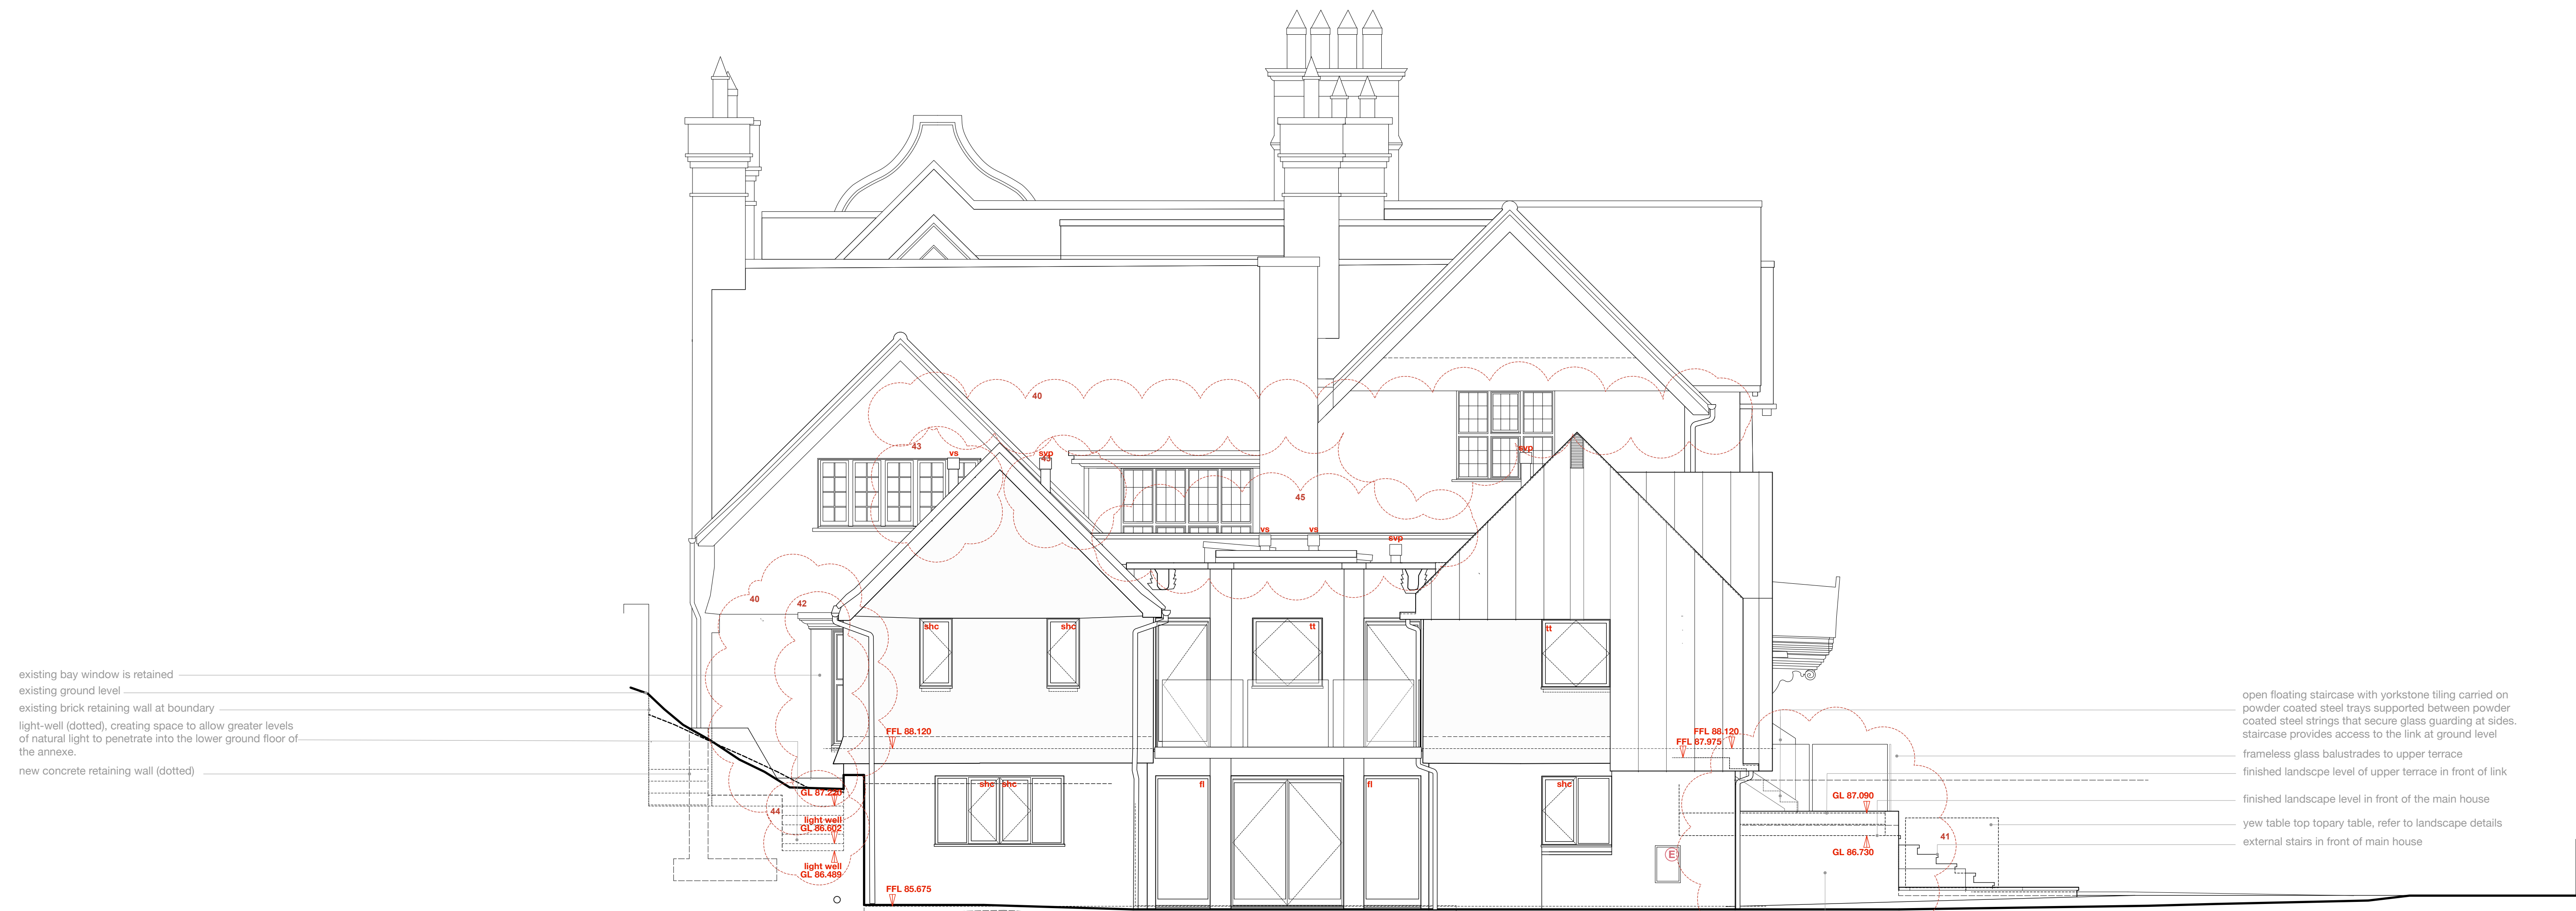 40
43
vs
svp
43
svp
45
vs
vs
svp
40
42
shc
shc
tt
tt
existing bay window is retained
existing ground level
existing brick retaining wall at boundary
light-well (dotted), creating space to allow greater levels
of natural light to penetrate into the lower ground floor of
the annexe.
new concrete retaining wall (dotted)
FFL 88.120
FFL 88.120
FFL 87.975
open floating staircase with yorkstone tiling carried on
powder coated steel trays supported between powder
coated steel strings that secure glass guarding at sides.
staircase provides access to the link at ground level
frameless glass balustrades to upper terrace
finished landscpe level of upper terrace in front of link
finished landscape level in front of the main house
yew table top topary table, refer to landscape details
external stairs in front of main house
shc shc
fl
fl
shc
GL 87.220
44
light well
GL 86.602
light well
GL 86.489
FFL 85.675
GL 87.090
41
GL 86.730
E